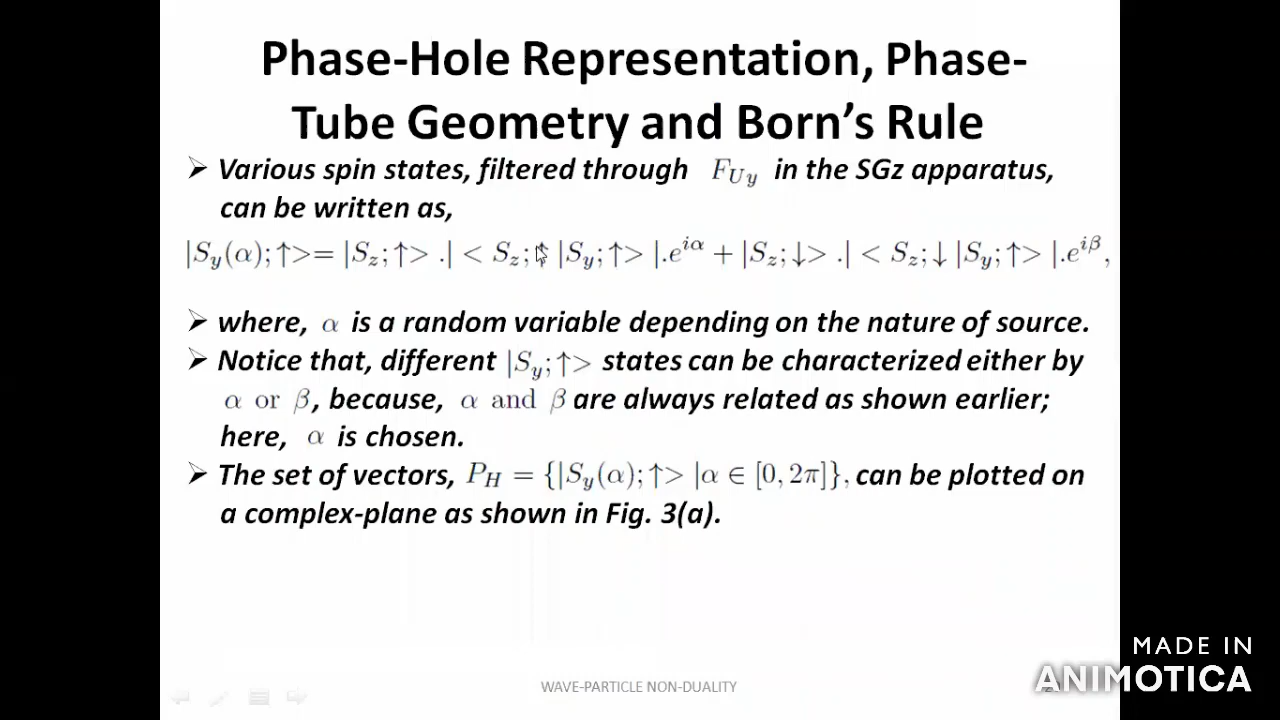 Phase-Hole Representation, Phase-
Tube Geometry and Born’s Rule
➢ Various spin states, filtered through F_{Uy} in the SGz apparatus,
can be written as,
|S_y(α);↑>=|S_z;↑> .|< S_z;↑|S_y;↑>|.e^{iα} + |S_z;↓> .|< S_z;↓|S_y;↑>|.e^{iβ},
➢ where, α is a random variable depending on the nature of source.
➢ Notice that, different |S_y;↑> states can be characterized either by
α or β, because, α and β are always related as shown earlier;
here, α is chosen.
➢ The set of vectors, P_H = {|S_y(α);↑> |α ∈ [0, 2π]}, can be plotted on
a complex-plane as shown in Fig. 3(a).
WAVE-PARTICLE NON-DUALITY
MADE IN
ANIMOTICA